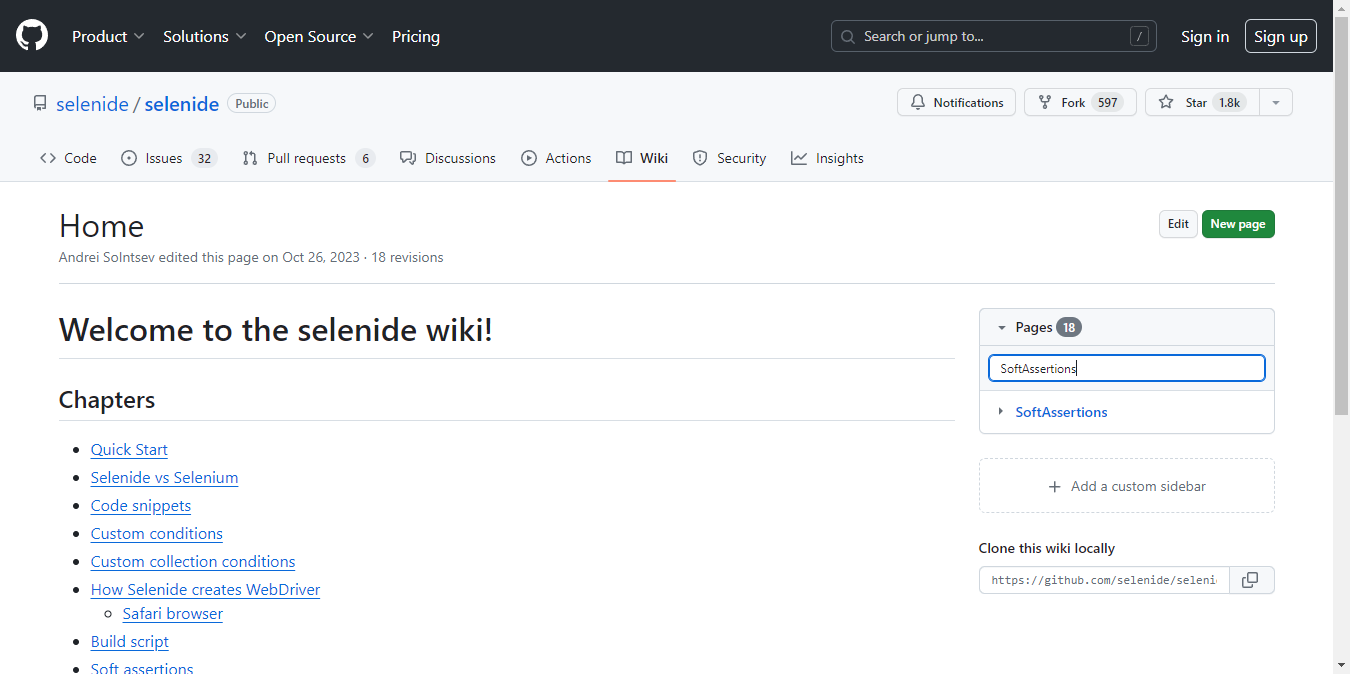 Product Solutions Open Source Pricing Search or jump to... / Sign in Sign up
selenide / selenide Public Notifications Fork 597 Star 1.8k
Code Issues 32 Pull requests 6 Discussions Actions Wiki Security Insights
Home
Edit New page
Andrei Solntsev edited this page on Oct 26, 2023 · 18 revisions
Welcome to the selenide wiki!
Chapters
Quick Start
Selenide vs Selenium
Code snippets
Custom conditions
Custom collection conditions
How Selenide creates WebDriver
Safari browser
Build script
Soft assertions
Pages 18
SoftAssertions
SoftAssertions
Add a custom sidebar
Clone this wiki locally
https://github.com/selenide/seleni